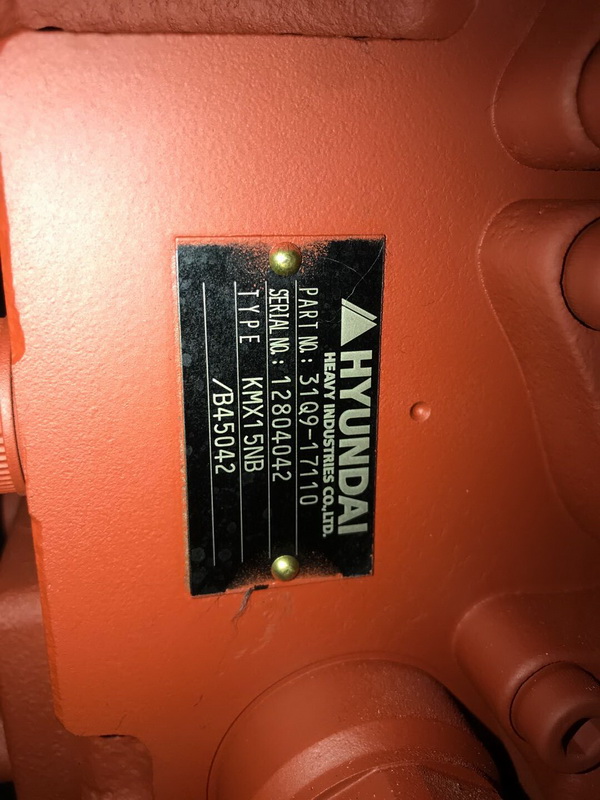 HYUNDAI
HEAVY INDUSTRIES CO.,LTD.
PART NO.: 31Q9-17110
SERIAL NO.: 12804042
TYPE KMX15NB
/B45042